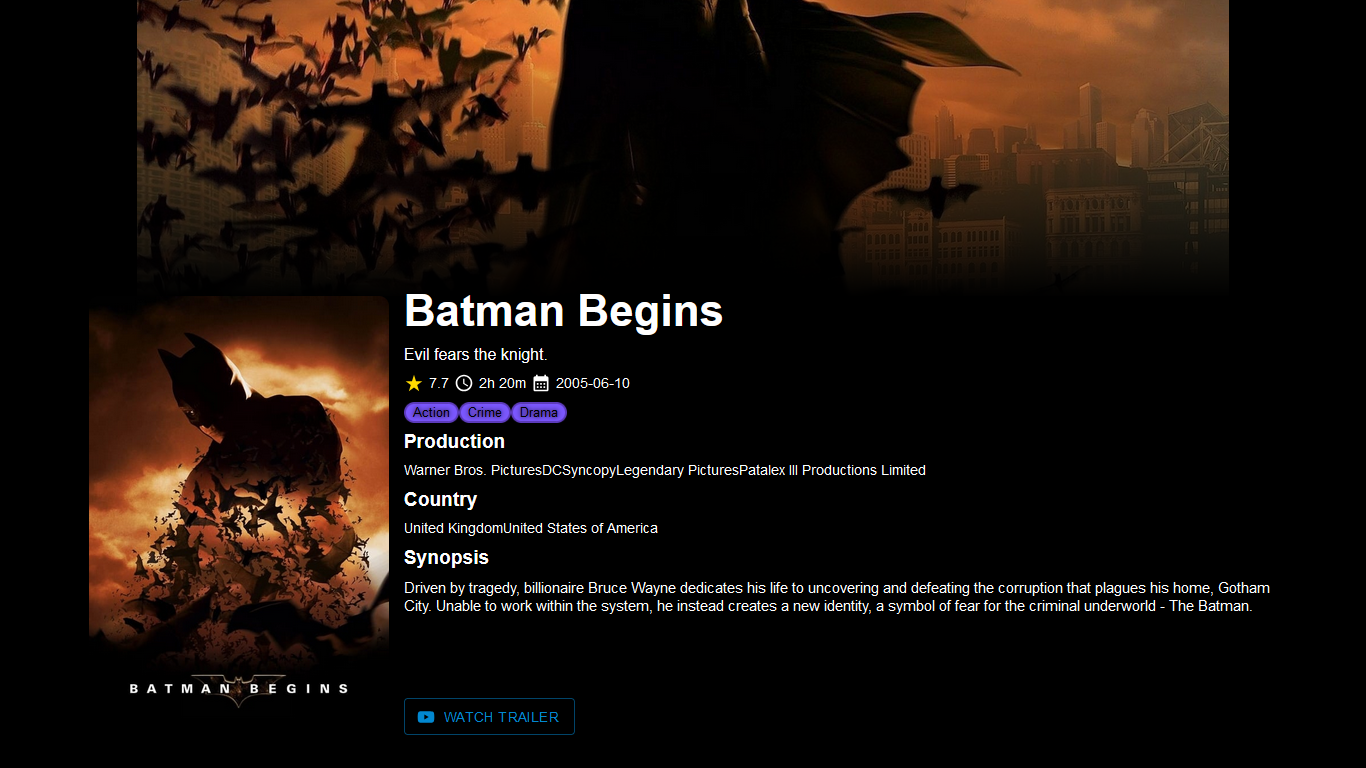 Batman Begins
Evil fears the knight.
7.7 2h 20m 2005-06-10
Action Crime Drama
Production
Warner Bros. PicturesDCSyncopyLegendary PicturesPatalex III Productions Limited
Country
United KingdomUnited States of America
Synopsis
Driven by tragedy, billionaire Bruce Wayne dedicates his life to uncovering and defeating the corruption that plagues his home, Gotham
City. Unable to work within the system, he instead creates a new identity, a symbol of fear for the criminal underworld - The Batman.
BATMAN BEGINS
WATCH TRAILER